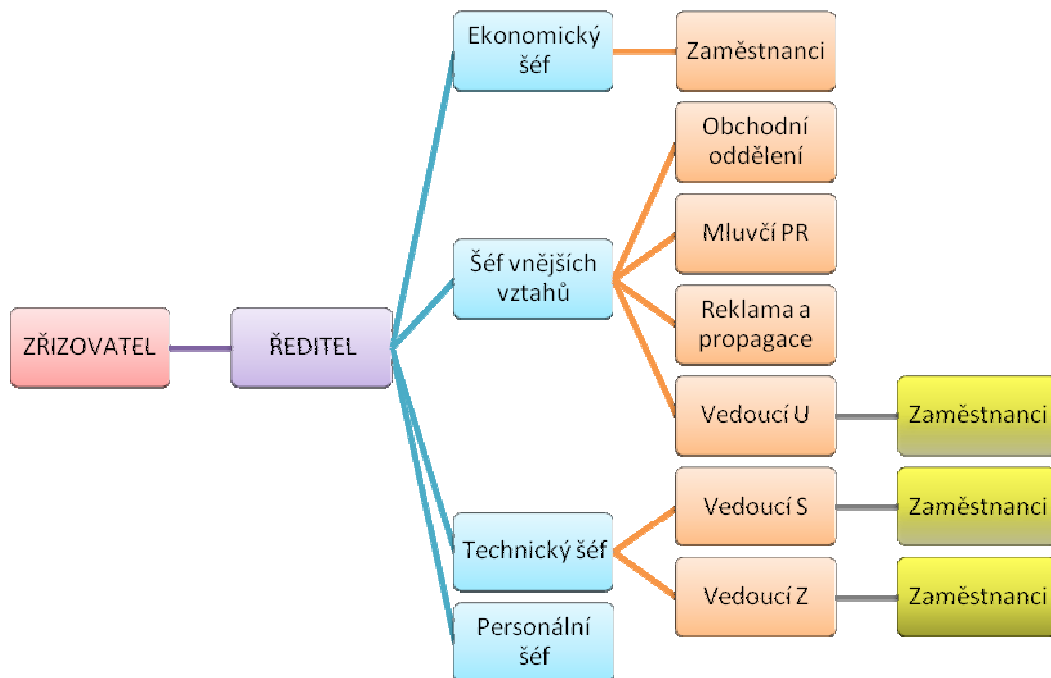 Ekonomický
šéf
Zaměstnanci
Obchodní
oddělení
Mluvčí PR
Šéf vnějších
vztahů
Reklama a
propagace
ZŘIZOVATEL
ŘEDITEL
Vedoucí U
Zaměstnanci
Vedoucí S
Zaměstnanci
Technický šéf
Vedoucí Z
Zaměstnanci
Personální
šéf